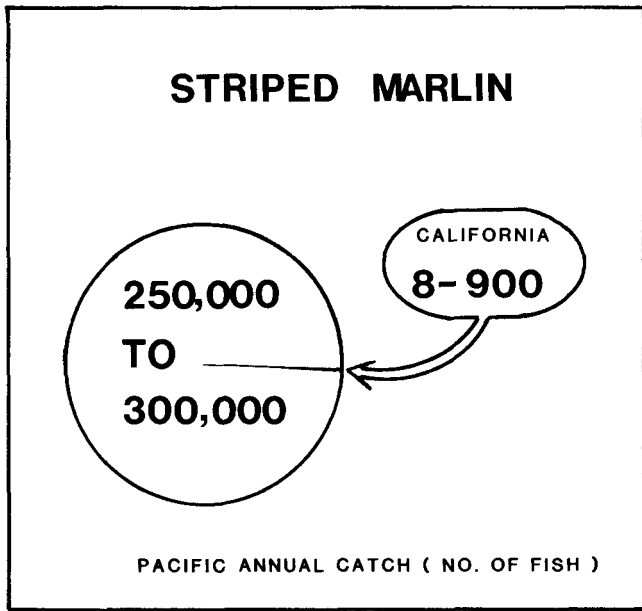 STRIPED MARLIN
CALIFORNIA
8-900
250,000
TO
300,000
PACIFIC ANNUAL CATCH ( NO. OF FISH )